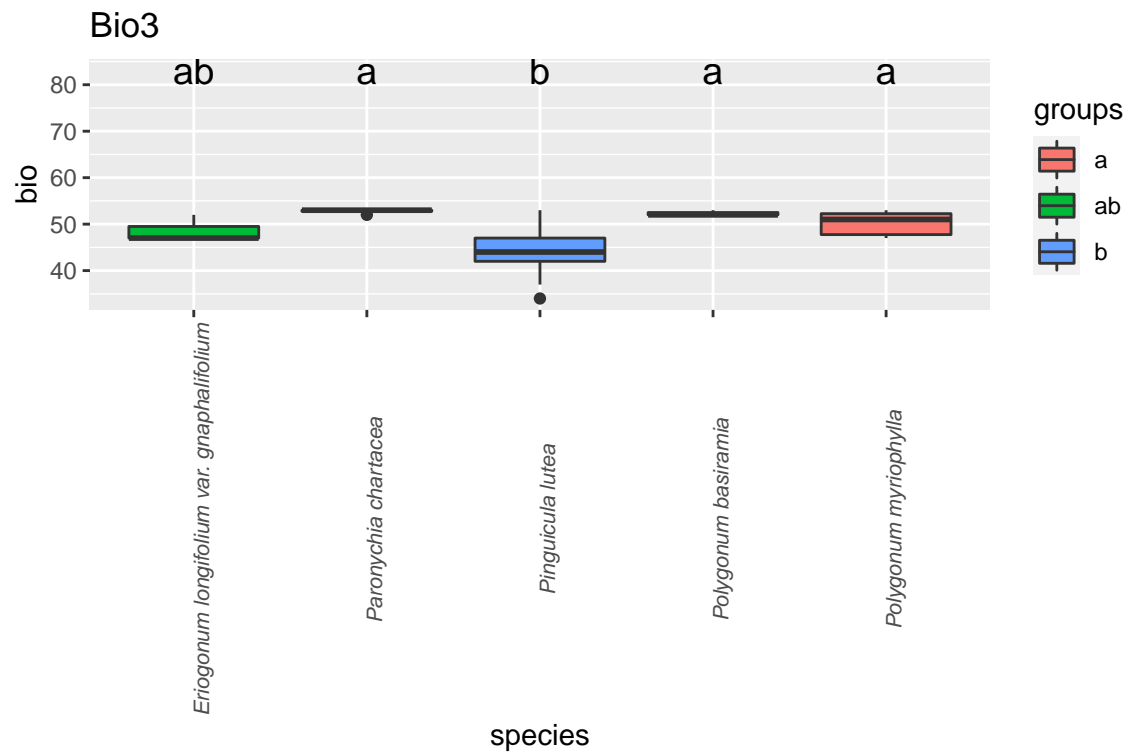 Bio3
ab a b a a
80
70
60
50
40
bio
groups
a
ab
b
Eriogonum longifolium var. gnaphalifolium
Paronychia chartacea
Pinguicula lutea
Polygonum basiramia
Polygonum myriophylla
species